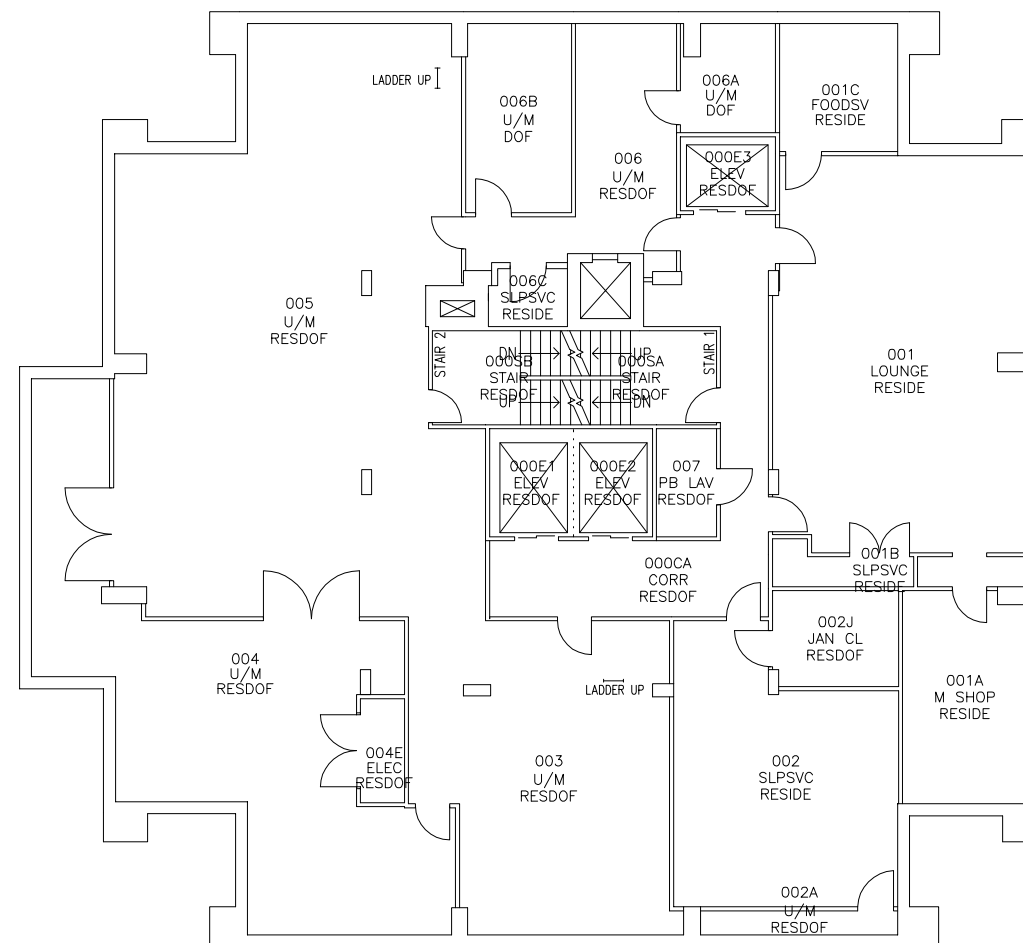 LADDER UP
006B
U/M
DOF
006A
U/M
DOF
001C
FOODSV
RESIDE
006
U/M
RESDOF
000E3
ELEV
RESDOF
006C
SLPSVC
RESIDE
005
U/M
RESDOF
STAIR 2
DN
000SB
STAIR
RESDOF
UP
UP
000SA
STAIR
RESDOF
DN
STAIR 1
001
LOUNGE
RESIDE
000E1
ELEV
RESDOF
000E2
ELEV
RESDOF
007
PB LAV
RESDOF
000CA
CORR
RESDOF
001B
SLPSVC
RESIDE
002J
JAN CL
RESDOF
004
U/M
RESDOF
LADDER UP
001A
M SHOP
RESIDE
004E
ELEC
RESDOF
003
U/M
RESDOF
002
SLPSVC
RESIDE
002A
U/M
RESDOF